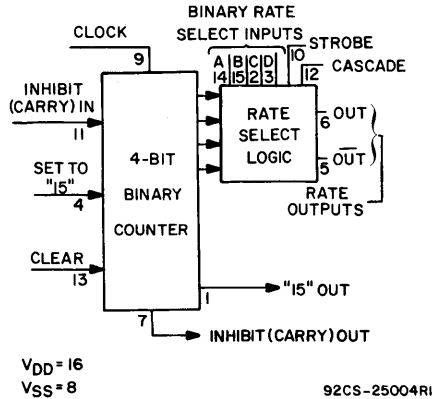 BINARY RATE
SELECT INPUTS
CLOCK
9
A B C D
14 15 2 3
10 STROBE
12 CASCADE
INHIBIT
(CARRY) IN
11
RATE
SELECT
LOGIC
6 OUT
5 OUT
RATE
OUTPUTS
SET TO
"15"
4
4-BIT
BINARY
COUNTER
CLEAR
13
1
"15" OUT
7
INHIBIT (CARRY) OUT
VDD = 16
VSS = 8
92CS-25004RI